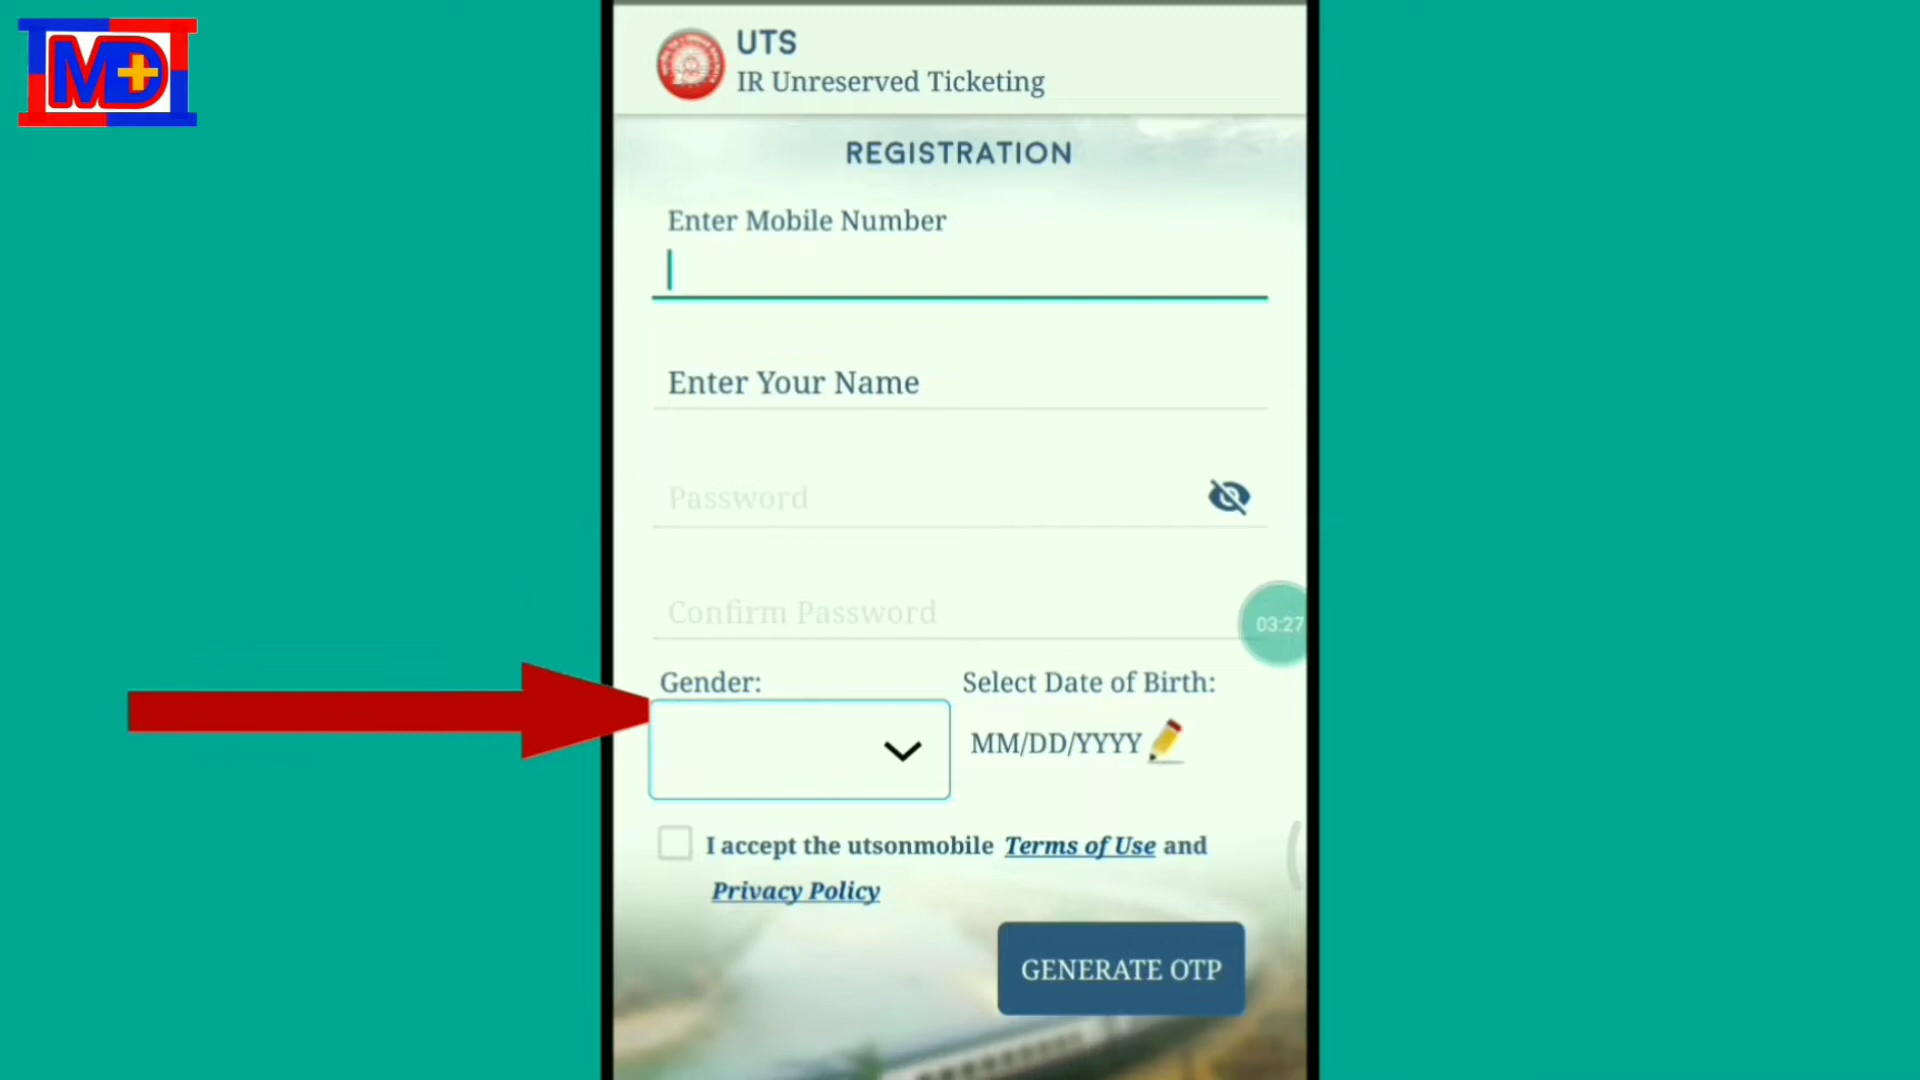 MD+
UTS
IR Unreserved Ticketing
REGISTRATION
Enter Mobile Number
Enter Your Name
Password
Confirm Password
03:27
Gender:
Select Date of Birth:
MM/DD/YYYY
I accept the utsonmobile Terms of Use and
Privacy Policy
GENERATE OTP